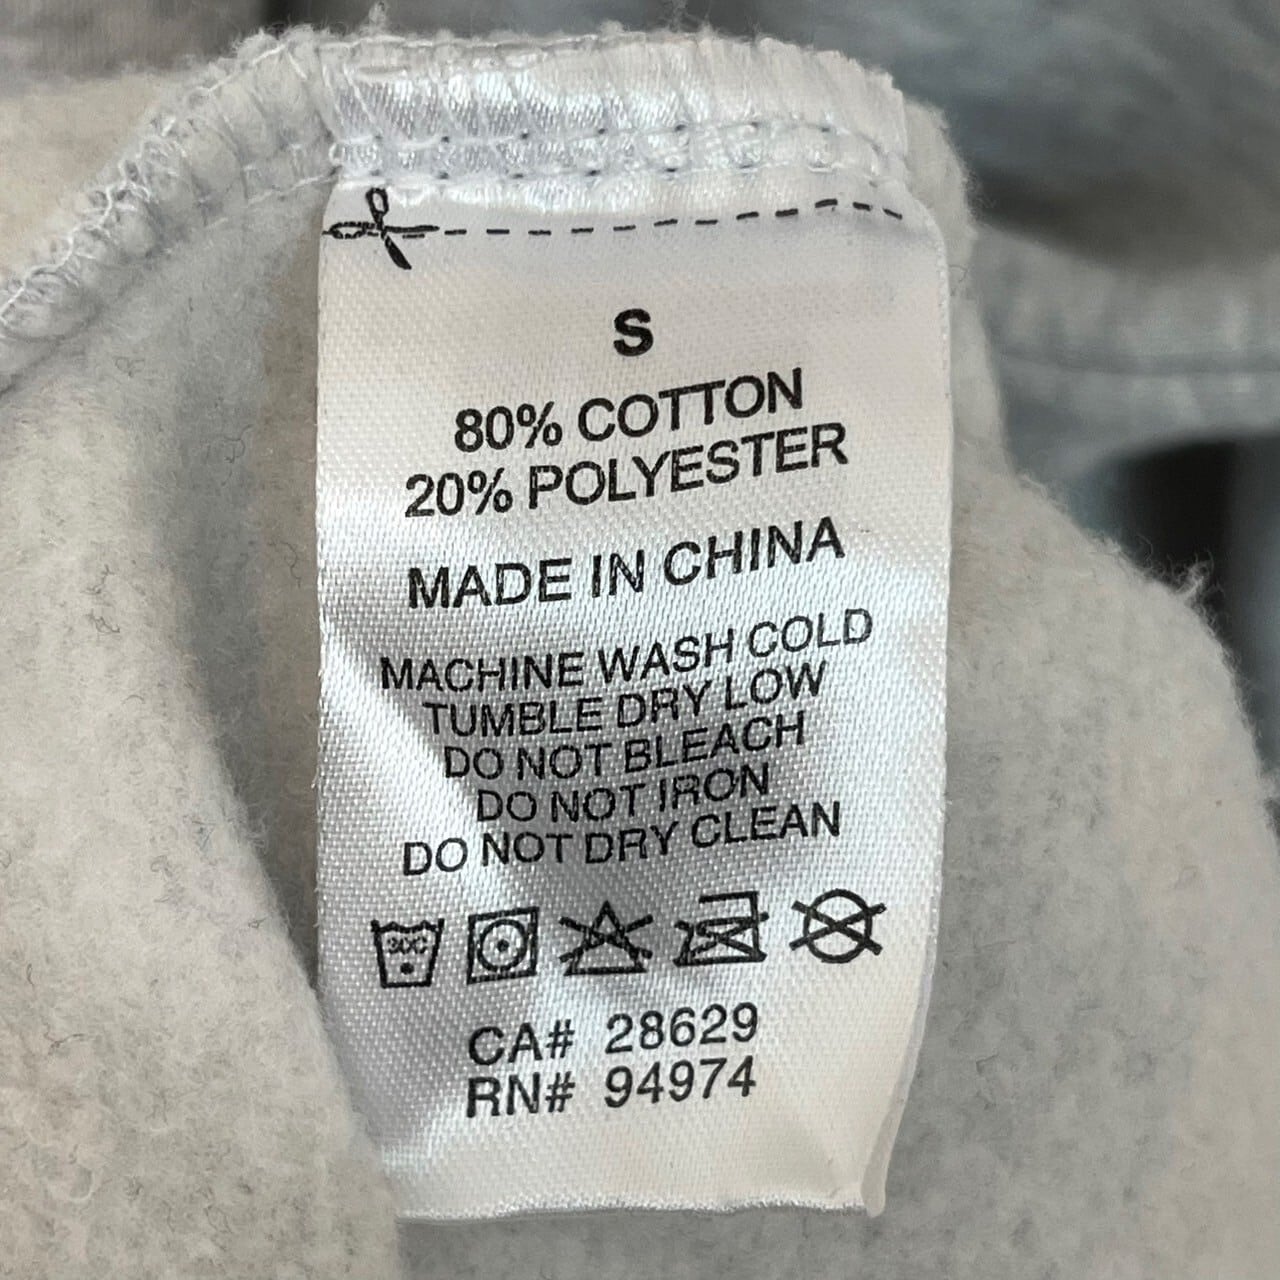 S
80% COTTON
20% POLYESTER
MADE IN CHINA
MACHINE WASH COLD
TUMBLE DRY LOW
DO NOT BLEACH
DO NOT IRON
DO NOT DRY CLEAN
30C
CA# 28629
RN# 94974